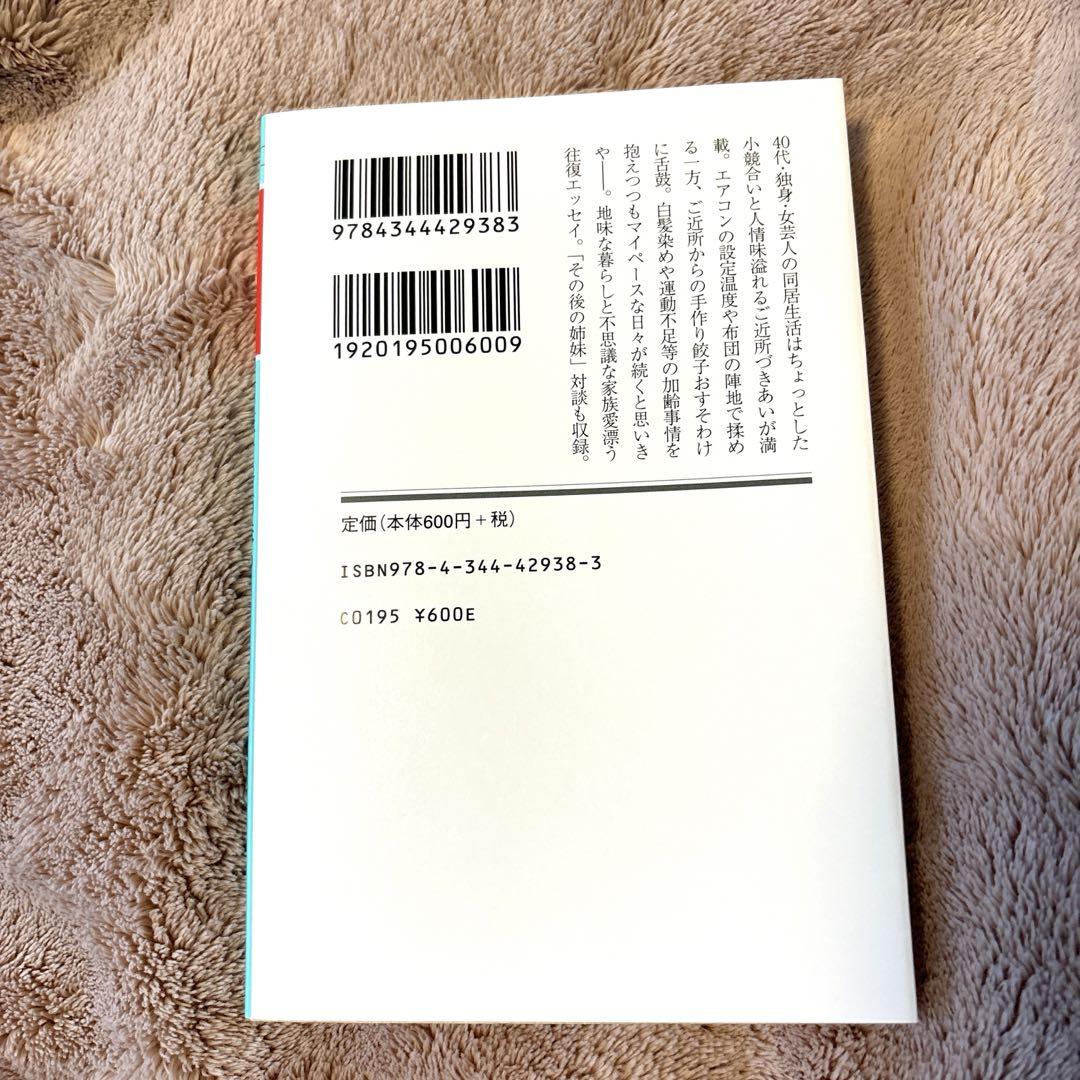 40代・独身・女芸人の同居生活はちょっとした
小競合いと人情味溢れるご近所づきあいが満
載。エアコンの設定温度や布団の陣地で揉め
る一方、ご近所からの手作り餃子おすそわけ
に舌鼓。白髪染めや運動不足等の加齢事情を
抱えつつもマイペースな日々が続くと思いき
や――。地味な暮らしと不思議な家族愛漂う
往復エッセイ。「その後の姉妹」対談も収録。
9784344429383
1920195006009
定価(本体600円+税)
ISBN978-4-344-42938-3
C0195 ¥600E